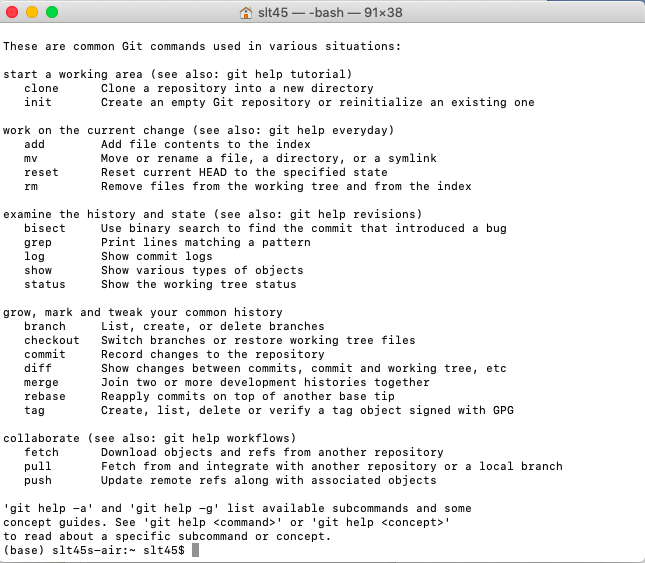 slt45 — -bash — 91×38
These are common Git commands used in various situations:
start a working area (see also: git help tutorial)
   clone      Clone a repository into a new directory
   init       Create an empty Git repository or reinitialize an existing one
work on the current change (see also: git help everyday)
   add        Add file contents to the index
   mv         Move or rename a file, a directory, or a symlink
   reset      Reset current HEAD to the specified state
   rm         Remove files from the working tree and from the index
examine the history and state (see also: git help revisions)
   bisect     Use binary search to find the commit that introduced a bug
   grep       Print lines matching a pattern
   log        Show commit logs
   show       Show various types of objects
   status     Show the working tree status
grow, mark and tweak your common history
   branch     List, create, or delete branches
   checkout   Switch branches or restore working tree files
   commit     Record changes to the repository
   diff       Show changes between commits, commit and working tree, etc
   merge      Join two or more development histories together
   rebase     Reapply commits on top of another base tip
   tag        Create, list, delete or verify a tag object signed with GPG
collaborate (see also: git help workflows)
   fetch      Download objects and refs from another repository
   pull       Fetch from and integrate with another repository or a local branch
   push       Update remote refs along with associated objects
'git help -a' and 'git help -g' list available subcommands and some
concept guides. See 'git help <command>' or 'git help <concept>'
to read about a specific subcommand or concept.
(base) slt45s-air:~ slt45$